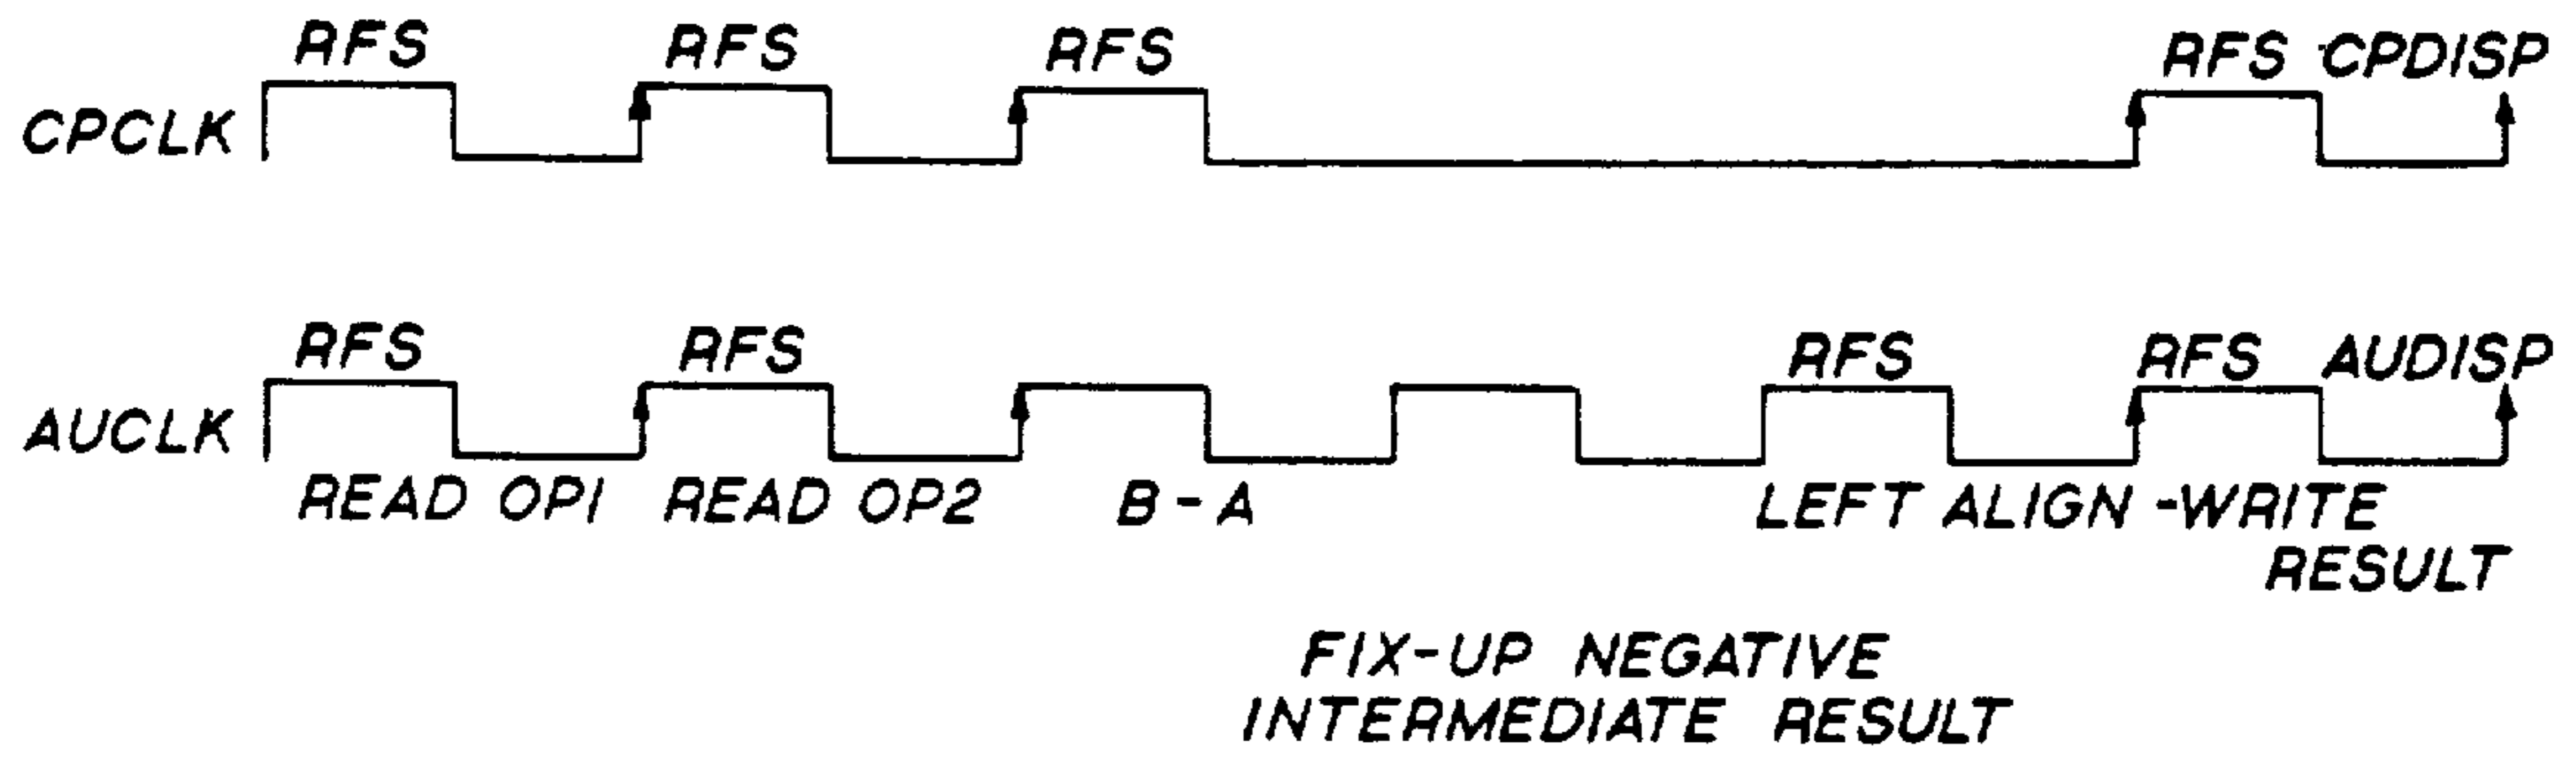 RFS RFS RFS RFS CPDISP
CPCLK
RFS RFS RFS RFS AUDISP
AUCLK
READ OP1 READ OP2 B-A LEFT ALIGN -WRITE
RESULT
FIX-UP NEGATIVE
INTERMEDIATE RESULT